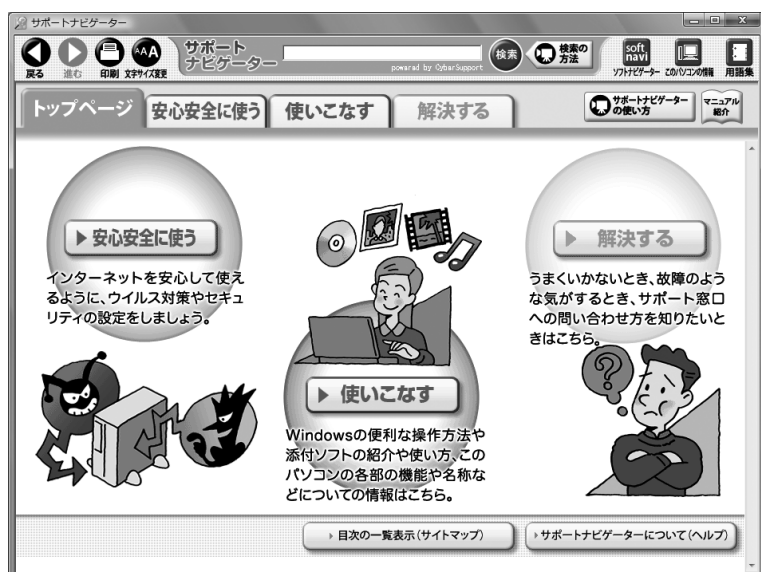 サポートナビゲーター
戻る
進む
印刷
AAA
文字サイズ変更
サポート
ナビゲーター
powered by CyberSupport
検索
検索の
方法
soft
navi
ソフトナビゲーター
このパソコンの情報
用語集
トップページ
安心安全に使う
使いこなす
解決する
サポートナビゲーター
の使い方
マニュアル
紹介
安心安全に使う
インターネットを安心して使え
るように、ウイルス対策やセキュ
リティの設定をしましょう。
使いこなす
Windowsの便利な操作方法や
添付ソフトの紹介や使い方、この
パソコンの各部の機能や名称な
どについての情報はこちら。
解決する
うまくいかないとき、故障のよう
な気がするとき、サポート窓口
への問い合わせ方を知りたいと
きはこちら。
?
目次の一覧表示(サイトマップ)
サポートナビゲーターについて(ヘルプ)